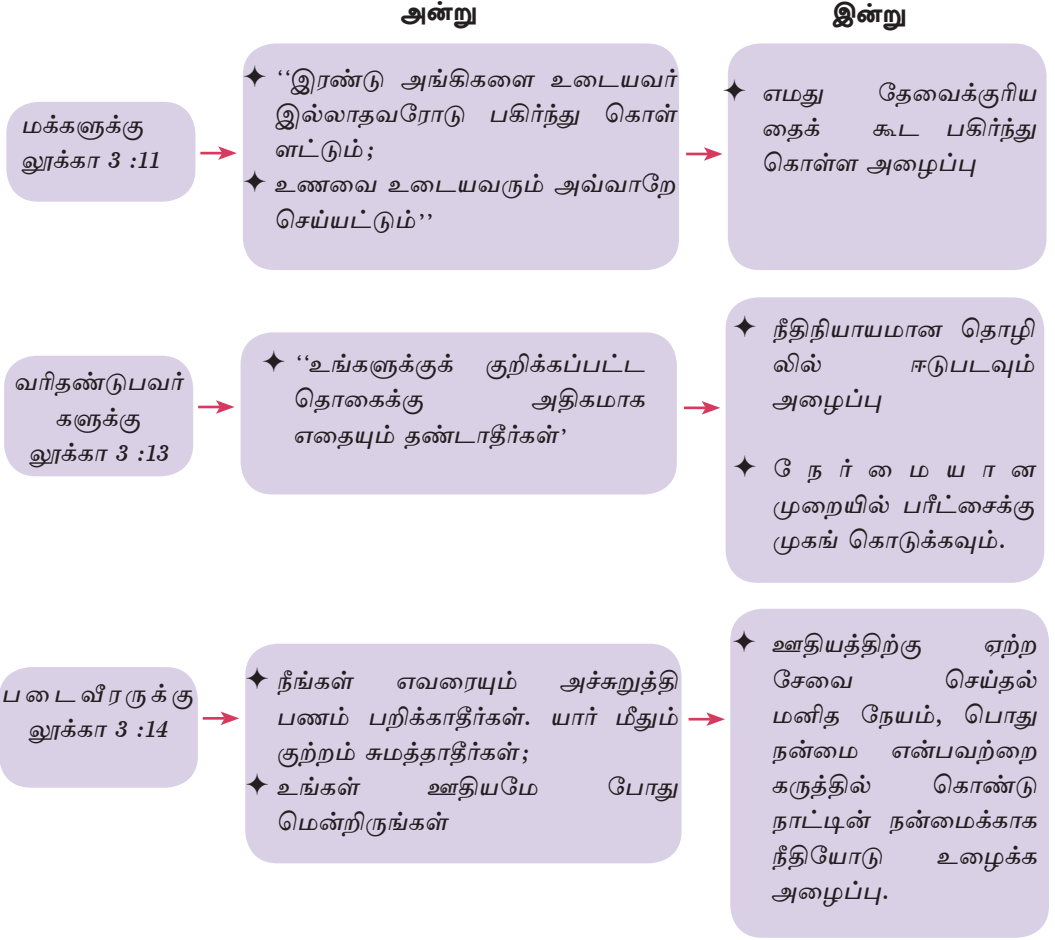 அன்று
இன்று
மக்களுக்கு
லூக்கா 3 :11
✦ ‘‘இரண்டு அங்கிகளை உடையவர்
இல்லாதவரோடு பகிர்ந்து கொள்
ளட்டும்;
✦ உணவை உடையவரும் அவ்வாறே
செய்யட்டும்’’
✦ எமது தேவைக்குரிய
தைக் கூட பகிர்ந்து
கொள்ள அழைப்பு
வரிதண்டுபவர்
களுக்கு
லூக்கா 3 :13
✦ ‘‘உங்களுக்குக் குறிக்கப்பட்ட
தொகைக்கு அதிகமாக
எதையும் தண்டாதீர்கள்’
✦ நீதிநியாயமான தொழி
லில் ஈடுபடவும்
அழைப்பு
✦ நேர்மையான
முறையில் பரீட்சைக்கு
முகங் கொடுக்கவும்.
படைவீரருக்கு
லூக்கா 3 :14
✦ நீங்கள் எவரையும் அச்சுறுத்தி
பணம் பறிக்காதீர்கள். யார் மீதும்
குற்றம் சுமத்தாதீர்கள்;
✦ உங்கள் ஊதியமே போது
மென்றிருங்கள்
✦ ஊதியத்திற்கு ஏற்ற
சேவை செய்தல்
மனித நேயம், பொது
நன்மை என்பவற்றை
கருத்தில் கொண்டு
நாட்டின் நன்மைக்காக
நீதியோடு உழைக்க
அழைப்பு.